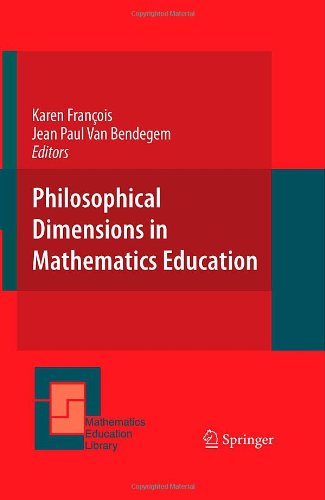 Karen François
Jean Paul Van Bendegem
Editors
Philosophical
Dimensions in
Mathematics Education
Mathematics
Education
Library
Springer